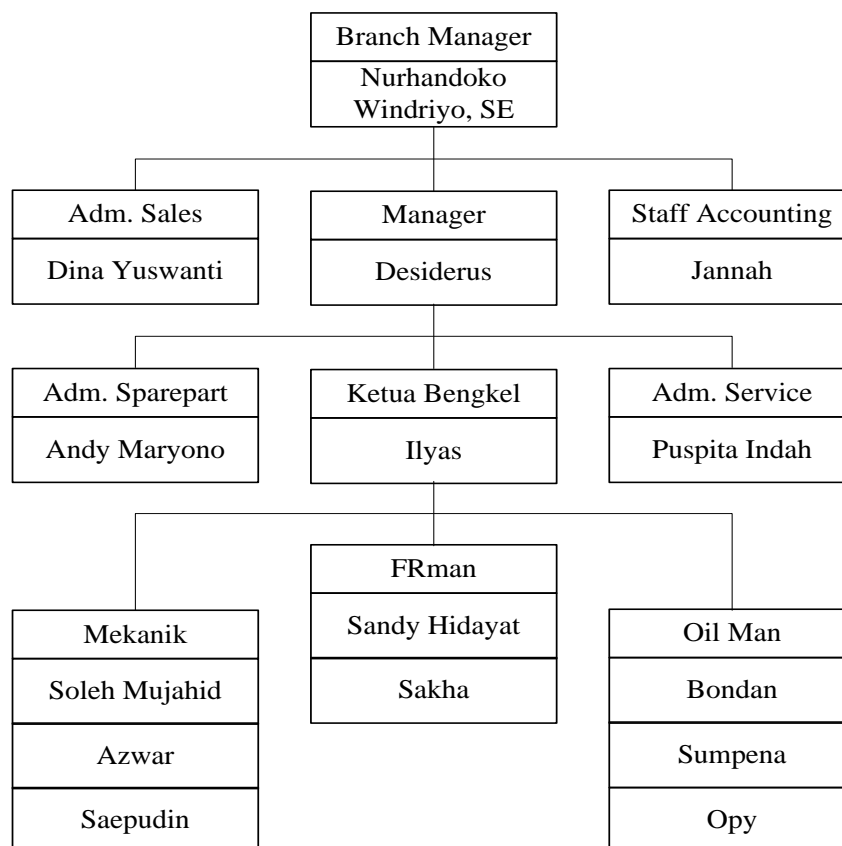 Branch Manager
Nurhandoko
Windriyo, SE
Adm. Sales
Dina Yuswanti
Manager
Desiderus
Staff Accounting
Jannah
Adm. Sparepart
Andy Maryono
Ketua Bengkel
Ilyas
Adm. Service
Puspita Indah
Mekanik
Soleh Mujahid
Azwar
Saepudin
FRman
Sandy Hidayat
Sakha
Oil Man
Bondan
Sumpena
Opy